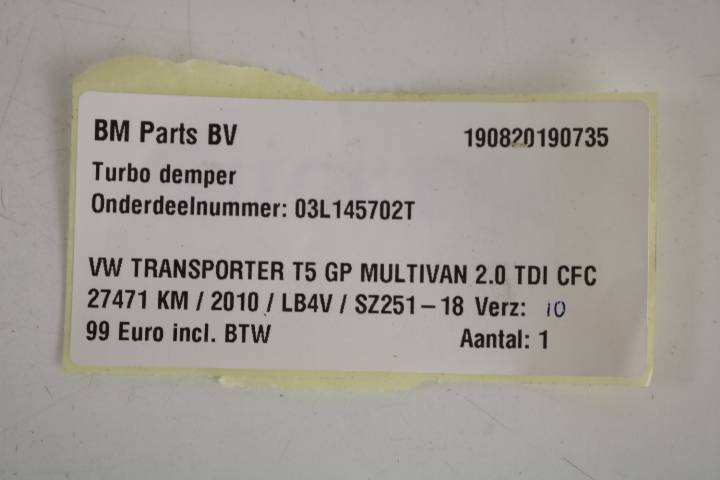 BM Parts BV 190820190735
Turbo demper
Onderdeelnummer: 03L145702T
VW TRANSPORTER T5 GP MULTIVAN 2.0 TDI CFC
27471 KM / 2010 / LB4V / SZ251-18 Verz: 10
99 Euro incl. BTW Aantal: 1